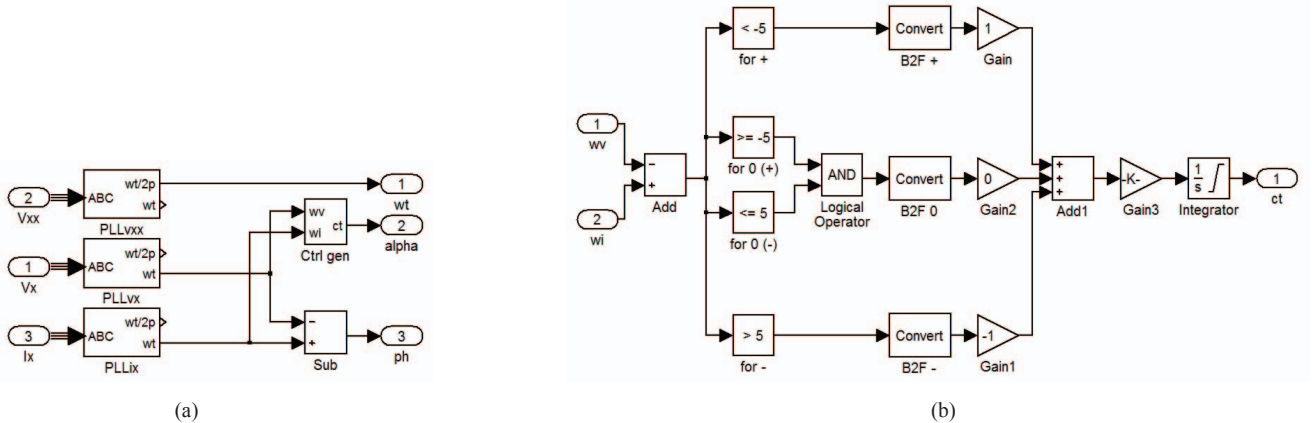 2
Vxx
ABC
wt/2p
wt
PLLvxx
1
wt
wv
wi
ct
Ctrl gen
2
alpha
1
Vx
ABC
wt/2p
wt
PLLvx
3
Ix
ABC
wt/2p
wt
PLLix
−
+
Sub
3
ph
(a)
< -5
for +
Convert
B2F +
1
Gain
1
wv
2
wi
−
+
Add
>= -5
for 0 (+)
<= 5
for 0 (-)
AND
Logical
Operator
Convert
B2F 0
0
Gain2
+
+
+
Add1
-K-
Gain3
1
s
Integrator
1
ct
> 5
for -
Convert
B2F -
-1
Gain1
(b)